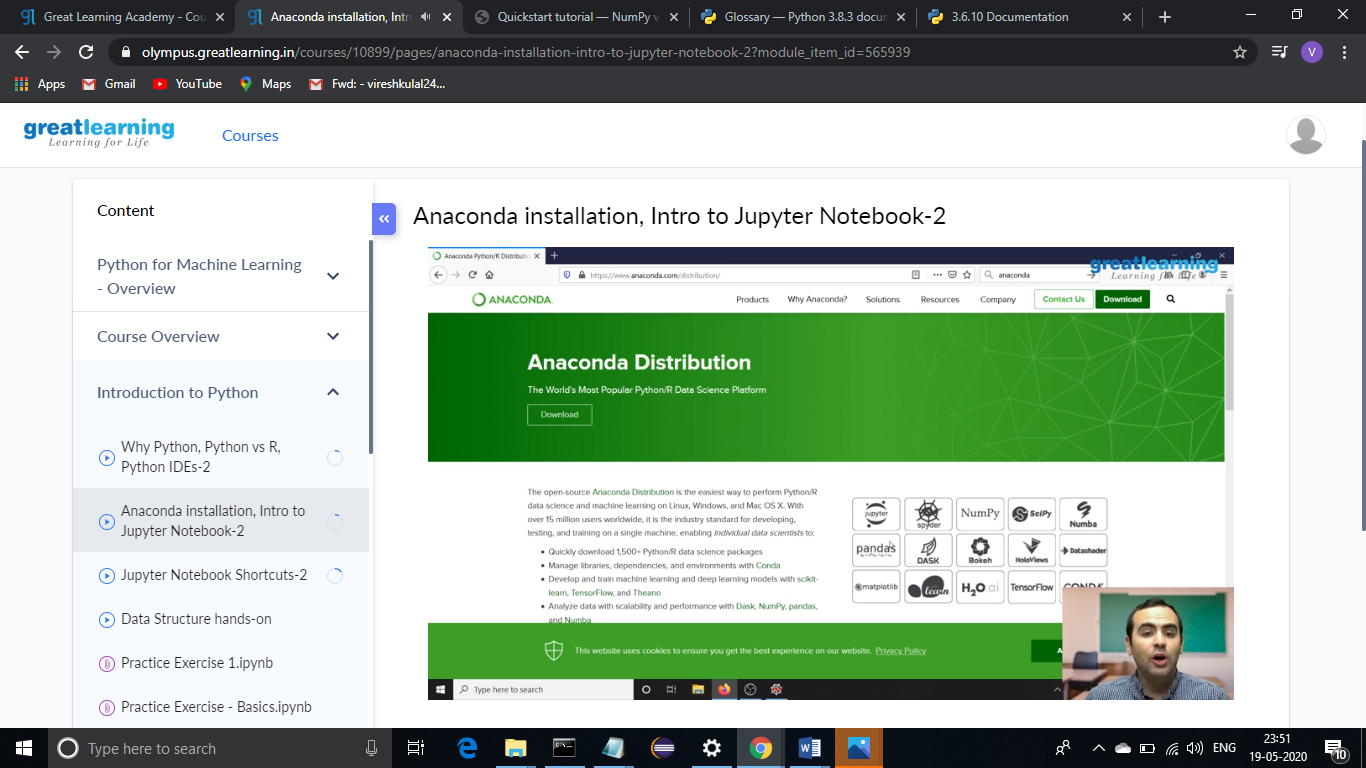 Great Learning Academy - Cou
Anaconda installation, Intr
Quickstart tutorial — NumPy v
Glossary — Python 3.8.3 docu
3.6.10 Documentation
olympus.greatlearning.in/courses/10899/pages/anaconda-installation-intro-to-jupyter-notebook-2?module_item_id=565939
V
Apps
Gmail
YouTube
Maps
Fwd: - vireshkulal24...
greatlearning
Learning for Life
Courses
Content
Python for Machine Learning
- Overview
Course Overview
Introduction to Python
Why Python, Python vs R,
Python IDEs-2
Anaconda installation, Intro to
Jupyter Notebook-2
Jupyter Notebook Shortcuts-2
Data Structure hands-on
Practice Exercise 1.ipynb
Practice Exercise - Basics.ipynb
Anaconda installation, Intro to Jupyter Notebook-2
Anaconda Python/R Distributio
https://www.anaconda.com/distribution/
anaconda
greatlearning
Learning for Life
ANACONDA.
Products
Why Anaconda?
Solutions
Resources
Company
Contact Us
Download
Anaconda Distribution
The World's Most Popular Python/R Data Science Platform
Download
The open-source Anaconda Distribution is the easiest way to perform Python/R
data science and machine learning on Linux, Windows, and Mac OS X. With
over 15 million users worldwide, it is the industry standard for developing,
testing, and training on a single machine, enabling individual data scientists to:
Quickly download 1,500+ Python/R data science packages
Manage libraries, dependencies, and environments with Conda
Develop and train machine learning and deep learning models with scikit-
learn, TensorFlow, and Theano
Analyze data with scalability and performance with Dask, NumPy, pandas,
and Numba
jupyter
spyder
NumPy
SciPy
Numba
pandas
DASK
Bokeh
HoloViews
Datashader
matplotlib
learn
H2O.ai
TensorFlow
CONDA
This website uses cookies to ensure you get the best experience on our website. Privacy Policy
A
Type here to search
Type here to search
ENG
23:51
19-05-2020
10